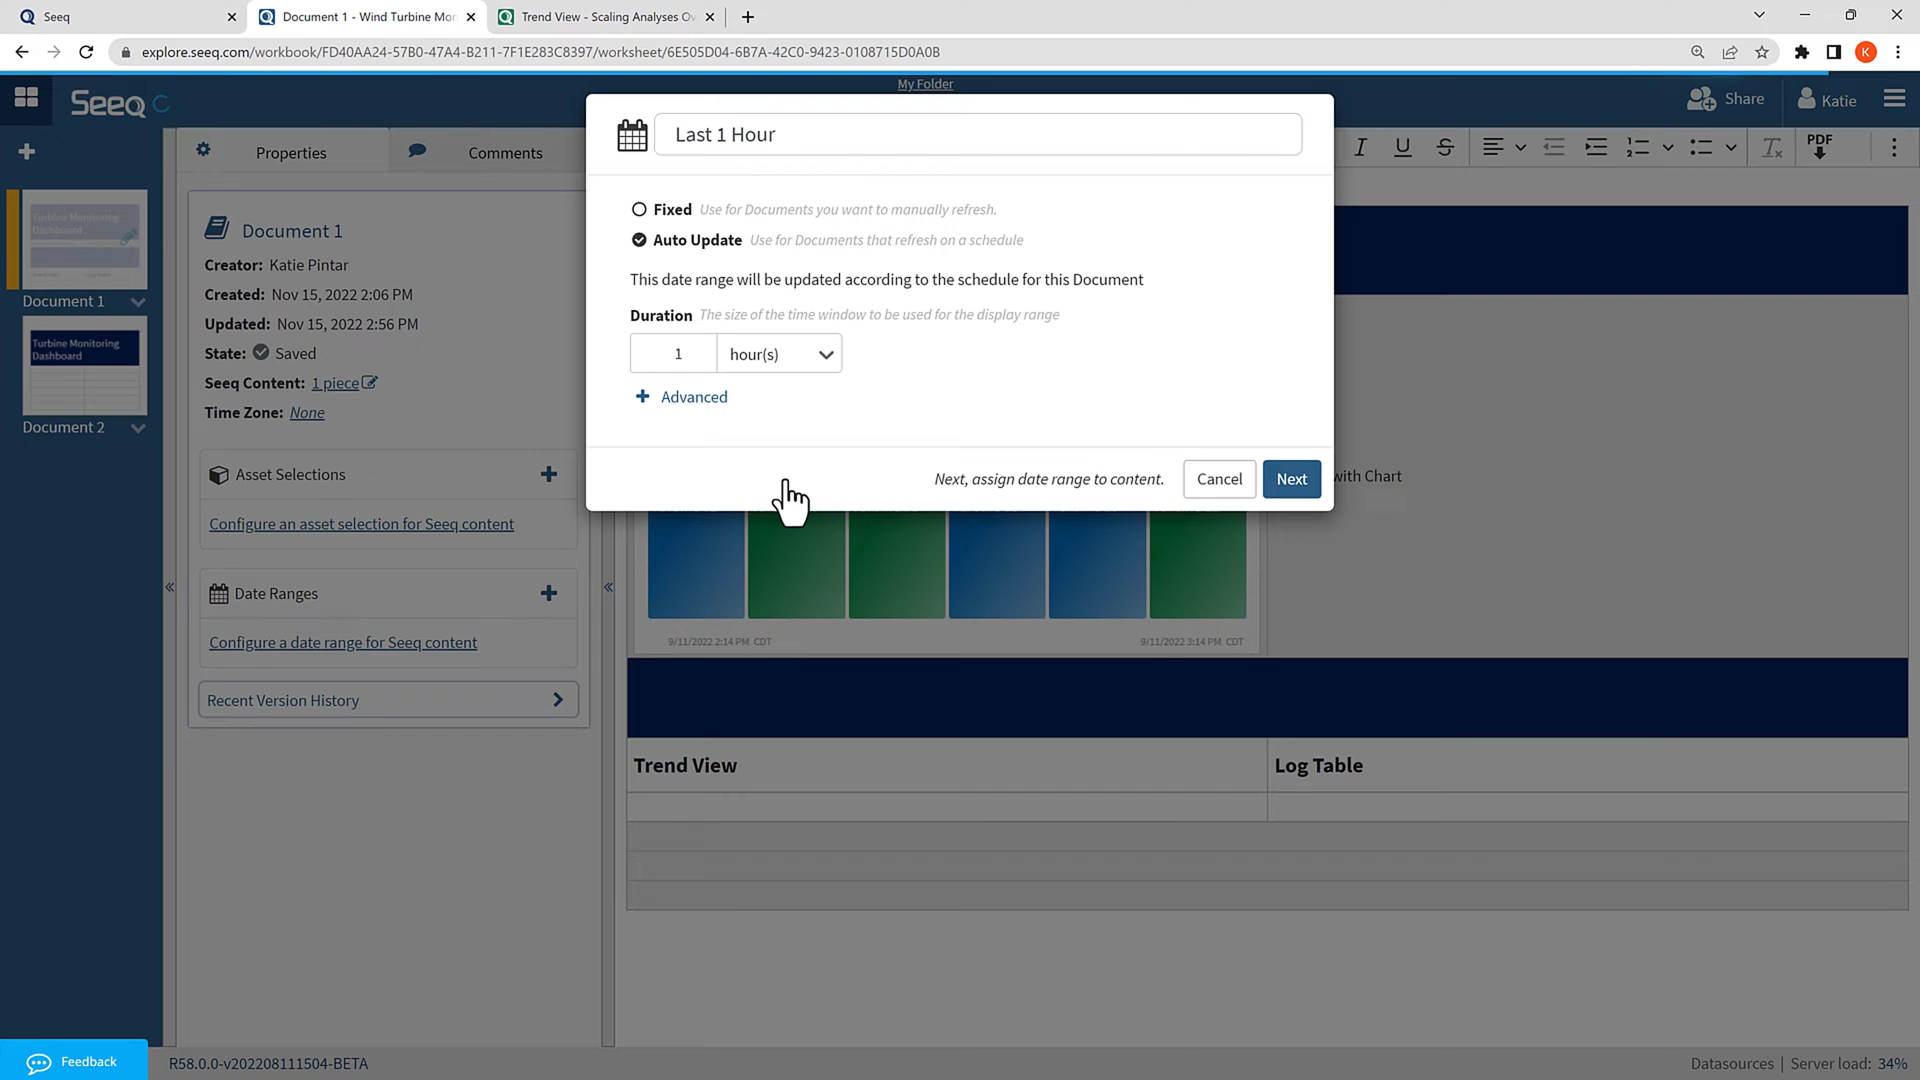 Seeq
Document 1 - Wind Turbine Mon
Trend View - Scaling Analyses Ov
explore.seeq.com/workbook/FD40AA24-57B0-47A4-B211-7F1E283C8397/worksheet/6E505D04-6B7A-42C0-9423-0108715D0A0B
K
Seeq
My Folder
Share
Katie
Properties
Comments
PDF
Last 1 Hour
Fixed Use for Documents you want to manually refresh.
Auto Update Use for Documents that refresh on a schedule
This date range will be updated according to the schedule for this Document
Duration The size of the time window to be used for the display range
1 hour(s)
Advanced
Next, assign date range to content.
Cancel
Next
Turbine Monitoring
Dashboard
Document 1
Turbine Monitoring
Dashboard
Document 2
Document 1
Creator: Katie Pintar
Created: Nov 15, 2022 2:06 PM
Updated: Nov 15, 2022 2:56 PM
State: Saved
Seeq Content: 1 piece
Time Zone: None
Asset Selections
Configure an asset selection for Seeq content
Date Ranges
Configure a date range for Seeq content
Recent Version History
with Chart
9/11/2022 2:14 PM CDT
9/11/2022 3:14 PM CDT
Trend View
Log Table
Feedback
R58.0.0-v202208111504-BETA
Datasources
Server load: 34%